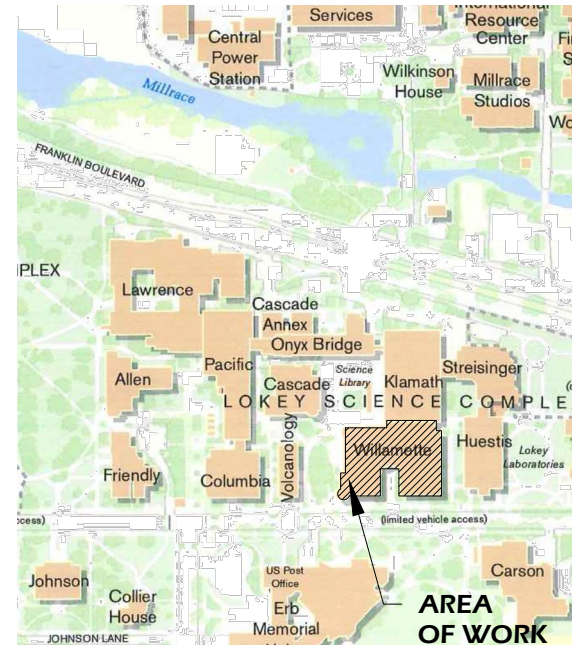 Services
International
Resource
Center
Central
Power
Station
Wilkinson
House
Millrace
Studios
Millrace
FRANKLIN BOULEVARD
Lawrence
Cascade
Annex
Onyx Bridge
Pacific
Allen
Cascade
Science
Library
Klamath
Streisinger
LOKEY SCIENCE COMPLE
Willamette
Huestis
Lokey
Laboratories
Friendly
Columbia
Volcanology
(limited vehicle access)
ccess)
Johnson
Collier
House
US Post
Office
Erb
Memorial
Carson
JOHNSON LANE
AREA
OF WORK